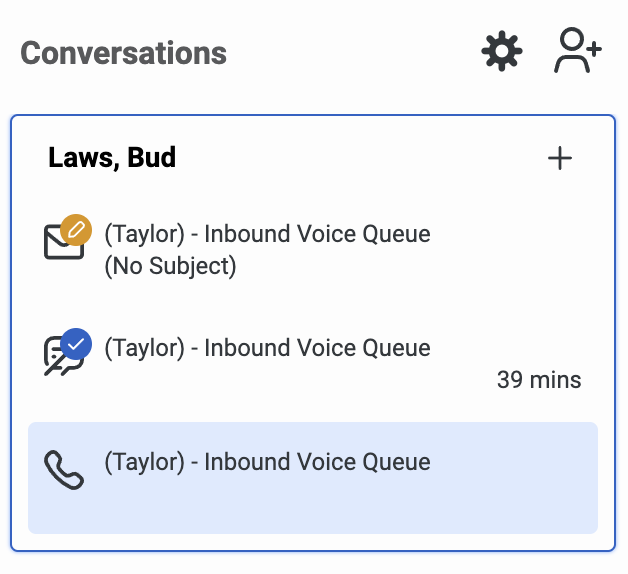 Conversations
Laws, Bud
(Taylor) - Inbound Voice Queue
(No Subject)
(Taylor) - Inbound Voice Queue
39 mins
(Taylor) - Inbound Voice Queue